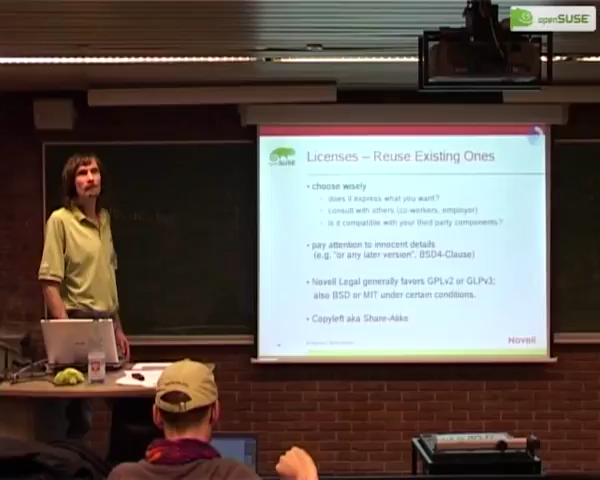 openSUSE
SUSE
Licenses – Reuse Existing Ones
• choose wisely
- does it express what you want?
- consult with others (co-workers, employor)
- Is it compatible with your third party components?
• pay attention to innocent details
(e.g. "or any later version", BSD4-Clause)
• Novell Legal generally favors GPLv2 or GLPv3;
also BSD or MIT under certain conditions.
• Copyleft aka Share-Alike
Novell